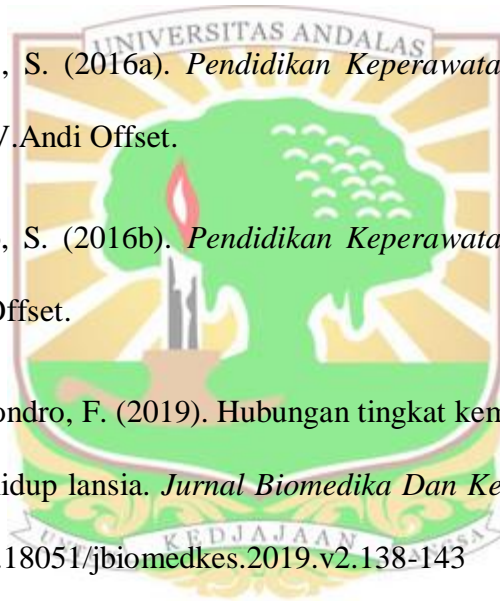 UNIVERSITAS ANDALAS
, S. (2016a). Pendidikan Keperawata
V.Andi Offset.
, S. (2016b). Pendidikan Keperawata
Offset.
ondro, F. (2019). Hubungan tingkat kem
idup lansia. Jurnal Biomedika Dan Ke
KEDJAJAAN
.18051/jbiomedkes.2019.v2.138-143